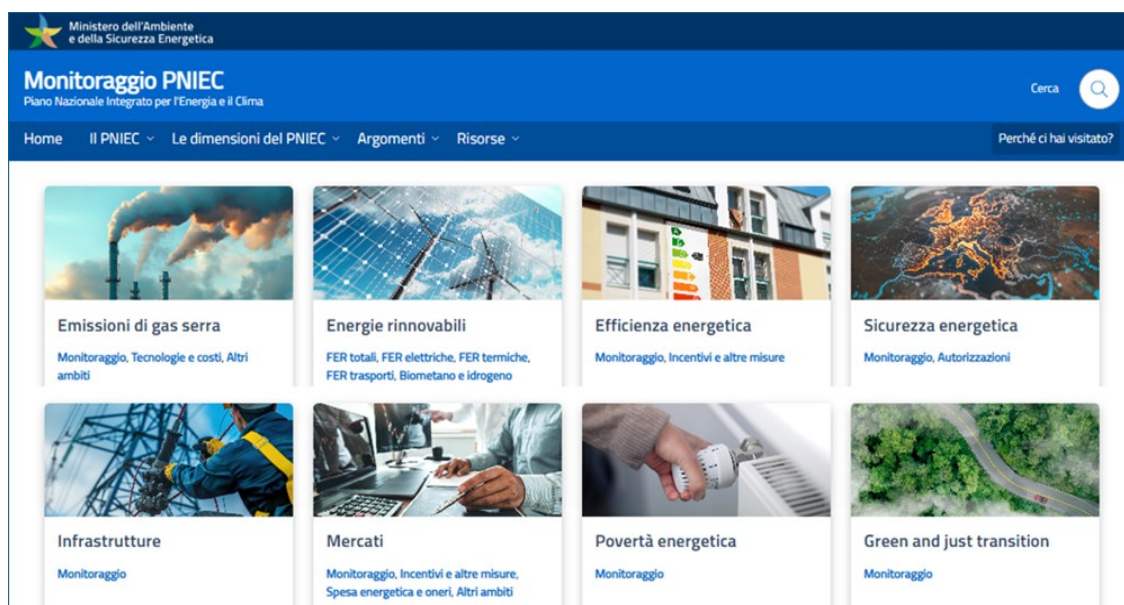 Ministero dell'Ambiente
e della Sicurezza Energetica
Monitoraggio PNIEC
Piano Nazionale Integrato per l'Energia e il Clima
Cerca
Home Il PNIEC Le dimensioni del PNIEC Argomenti Risorse Perché ci hai visitato?
Emissioni di gas serra
Monitoraggio, Tecnologie e costi, Altri
ambiti
Energie rinnovabili
FER totali, FER elettriche, FER termiche,
FER trasporti, Biometano e idrogeno
Efficienza energetica
Monitoraggio, Incentivi e altre misure
Sicurezza energetica
Monitoraggio, Autorizzazioni
Infrastrutture
Monitoraggio
Mercati
Monitoraggio, Incentivi e altre misure,
Spesa energetica e oneri, Altri ambiti
Povertà energetica
Monitoraggio
Green and just transition
Monitoraggio